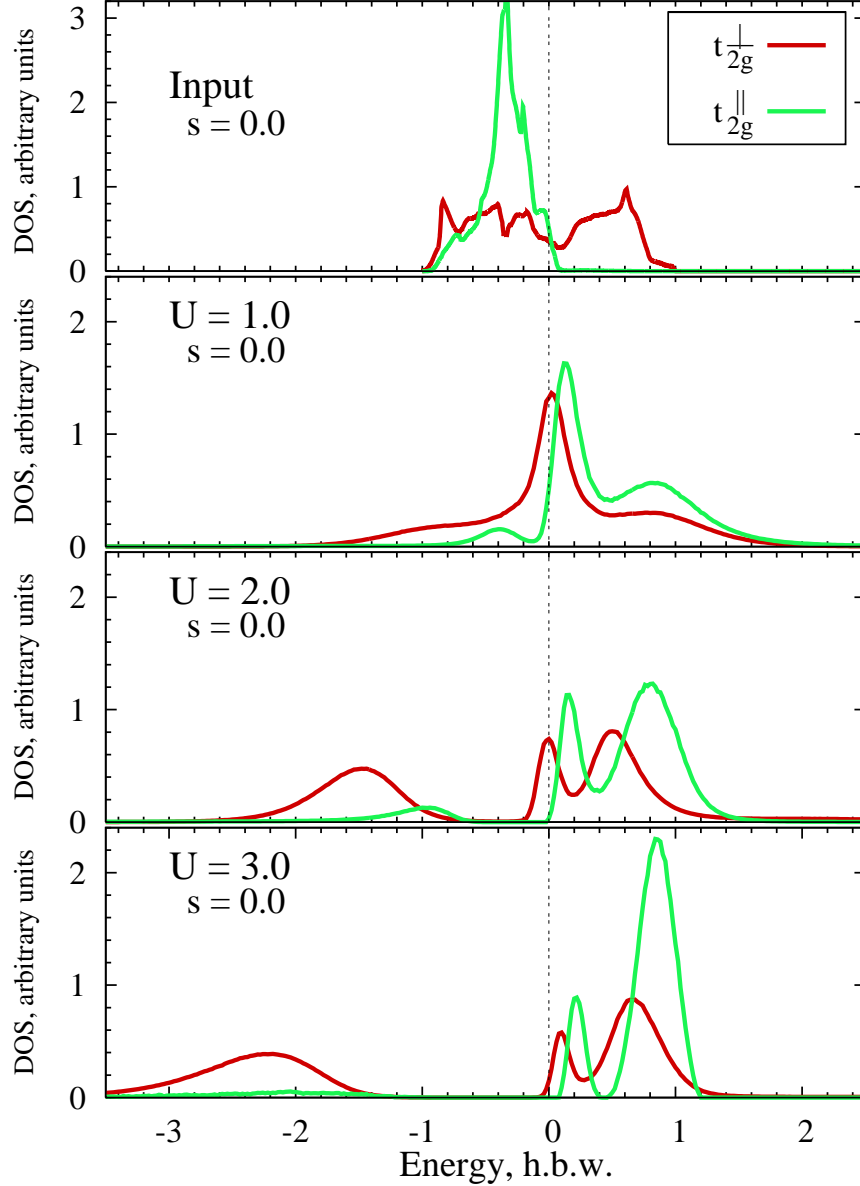 DOS, arbitrary units
0
1
2
3
Input
s = 0.0
t⊥2g
t||2g
DOS, arbitrary units
0
1
2
U = 1.0
s = 0.0
DOS, arbitrary units
0
1
2
U = 2.0
s = 0.0
DOS, arbitrary units
0
1
2
U = 3.0
s = 0.0
-3 -2 -1 0 1 2
Energy, h.b.w.